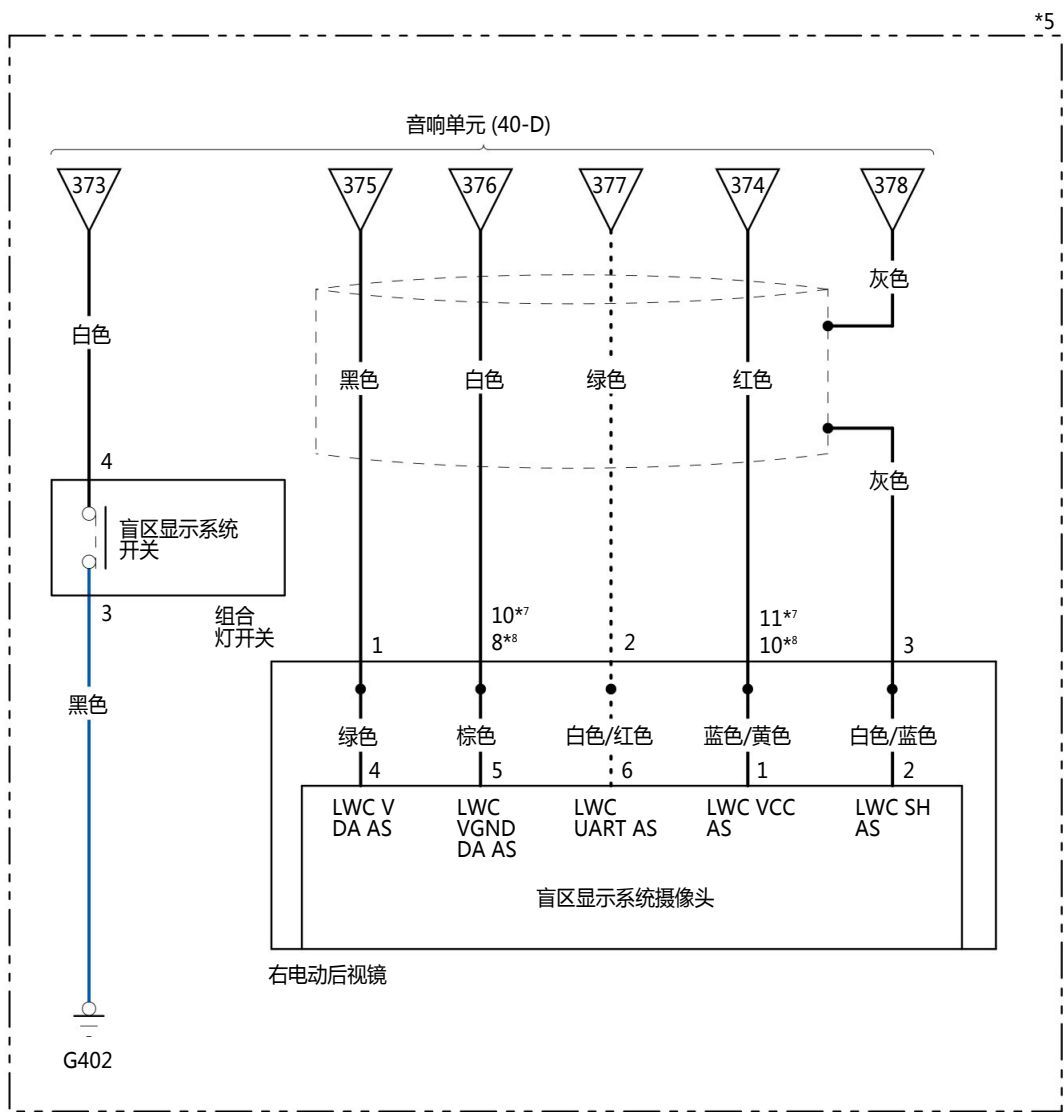 *5
音响单元 (40-D)
373
375
376
377
374
378
灰色
白色
黑色
白色
绿色
红色
灰色
4
盲区显示系统
开关
3
组合
灯开关
1
10*7
8*8
2
11*7
10*8
3
黑色
绿色
棕色
白色/红色
蓝色/黄色
白色/蓝色
4
5
6
1
2
LWC V
DA AS
LWC
VGND
DA AS
LWC
UART AS
LWC VCC
AS
LWC SH
AS
盲区显示系统摄像头
右电动后视镜
G402